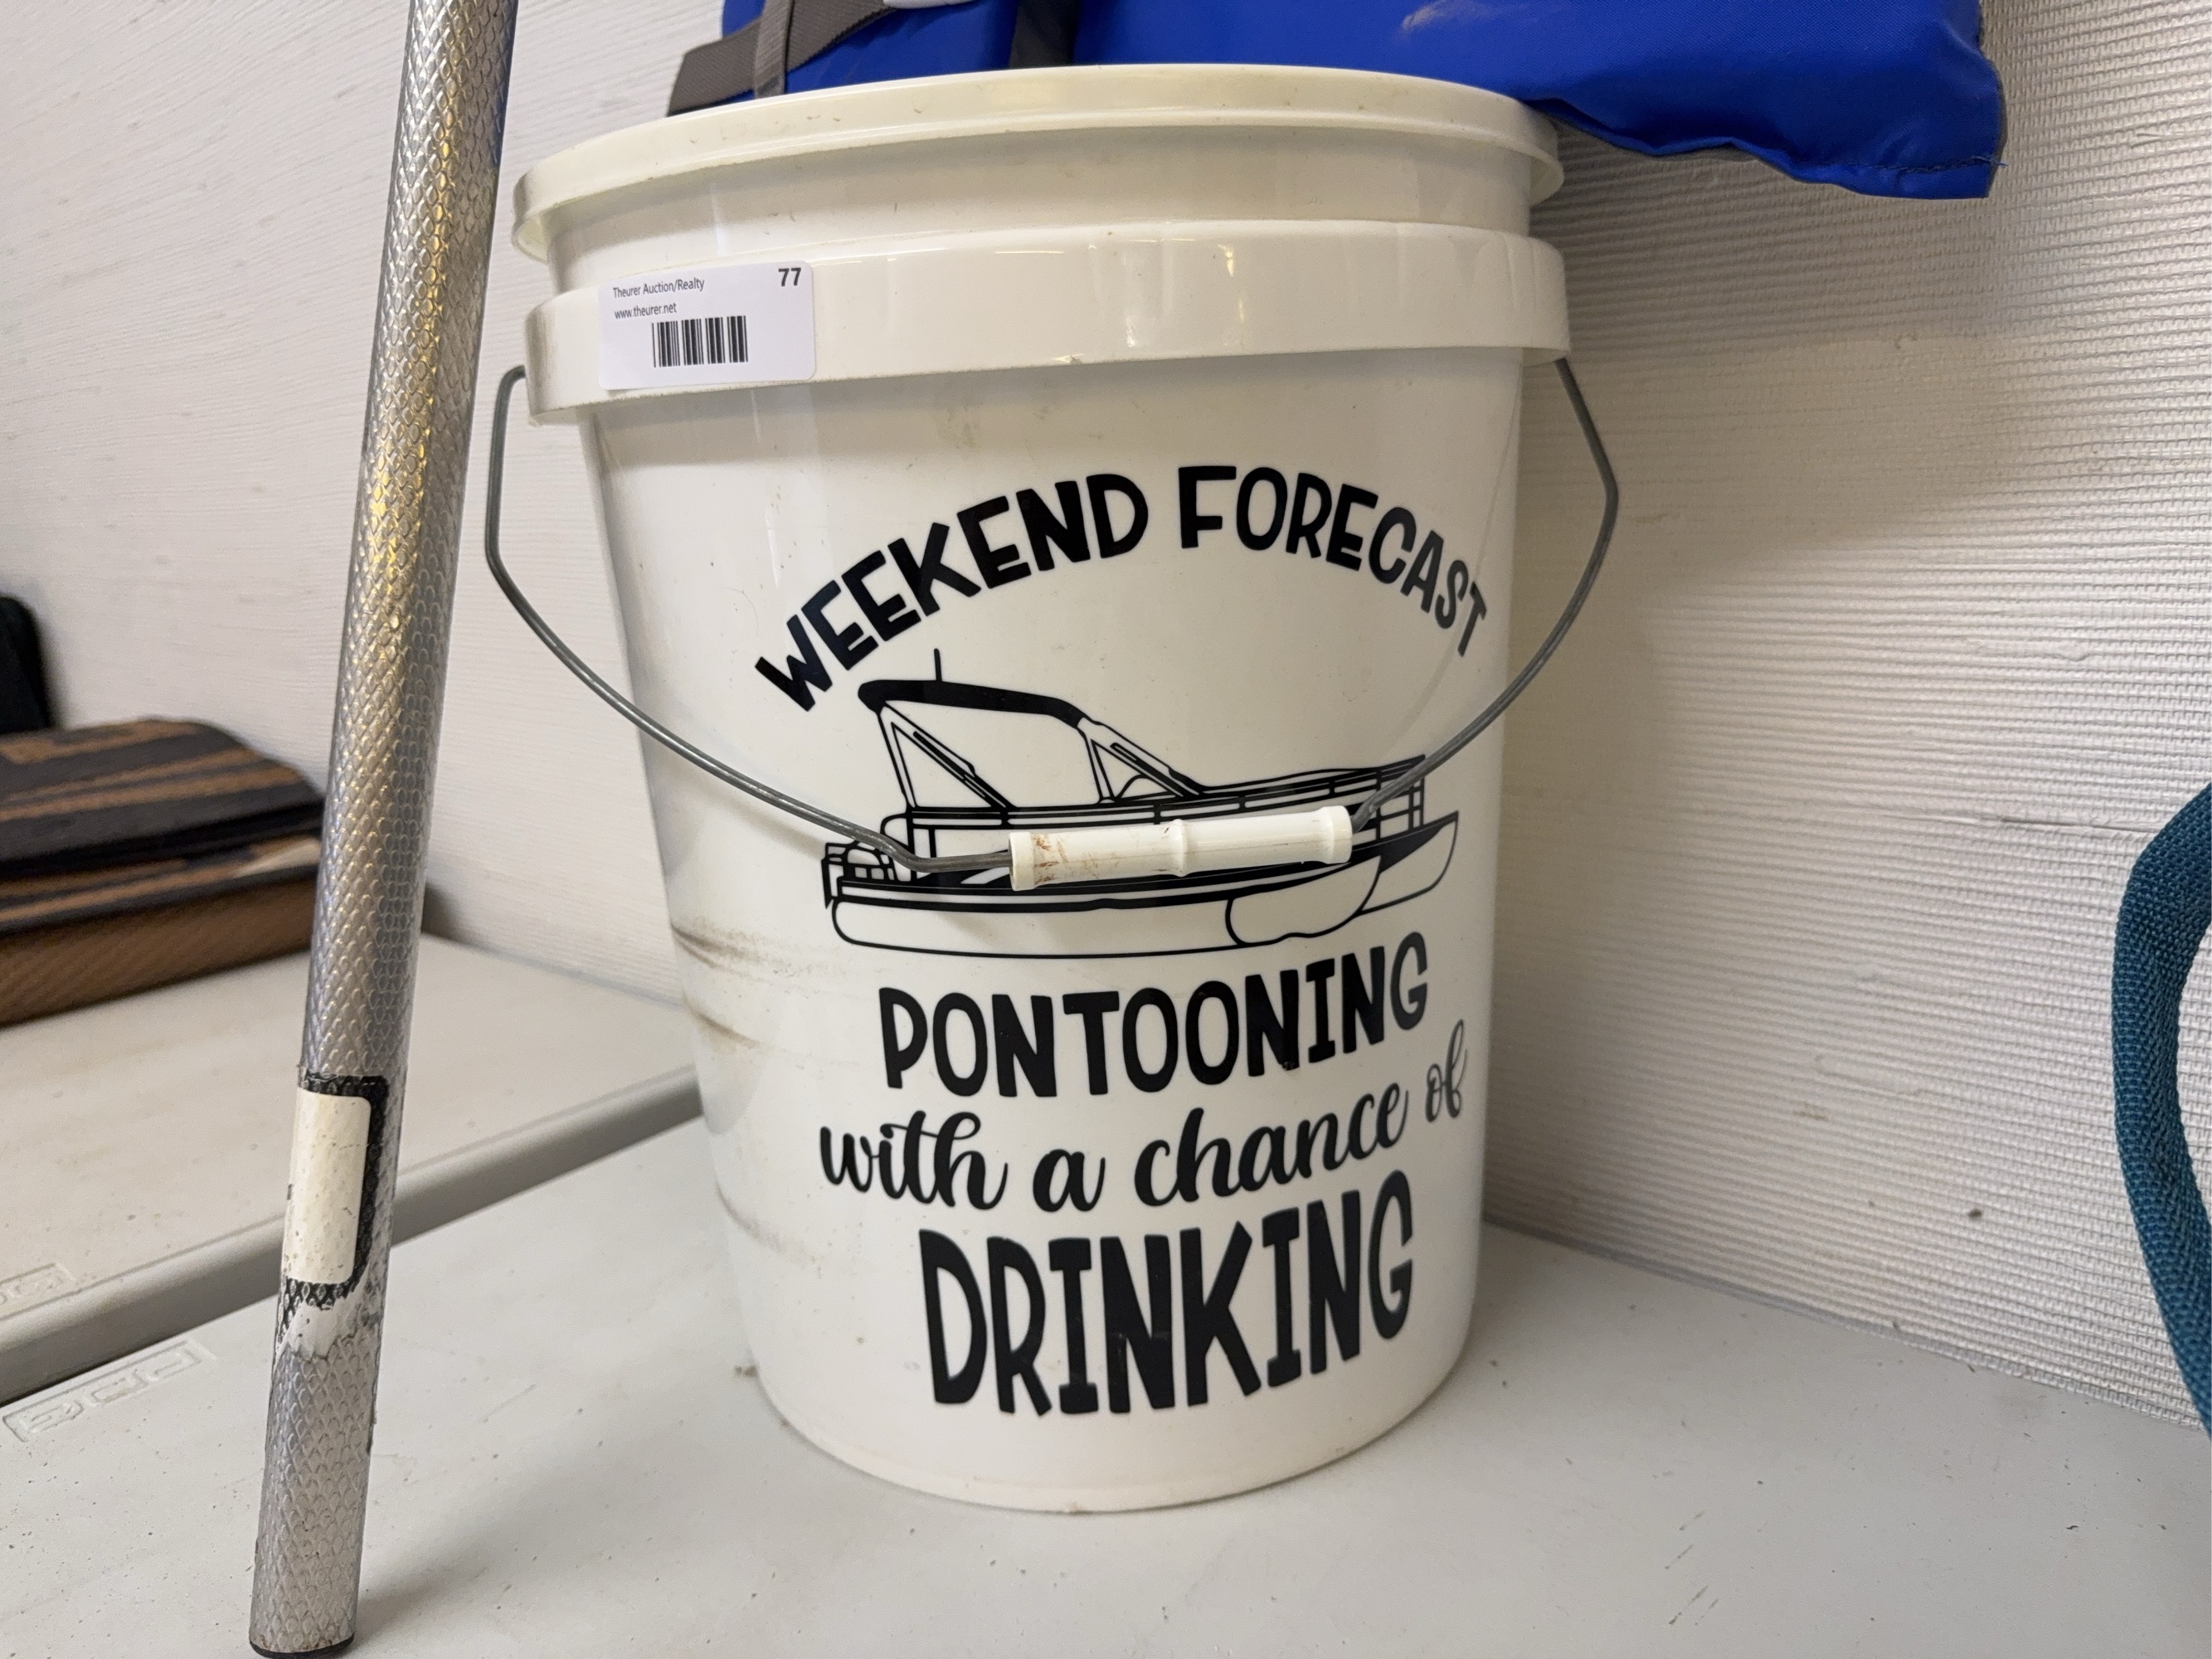 Theurer Auction/Realty 77
www.theurer.net
WEEKEND FORECAST
PONTOONING
with a chance of
DRINKING